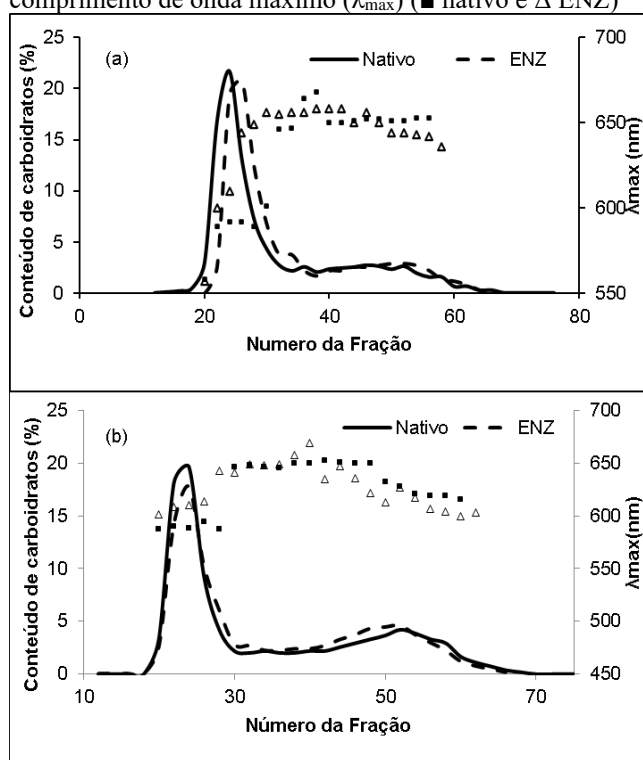 comprimento de onda máximo (λmax) (■ nativo e Δ ENZ)
(a)
Nativo
ENZ
Conteúdo de carboidratos (%)
25
20
15
10
5
0
0
20
40
60
80
Numero da Fração
700
650
600
550
λmax (nm)
(b)
Nativo
ENZ
Conteúdo de carboidratos (%)
25
20
15
10
5
0
10
30
50
70
Número da Fração
700
650
600
550
500
450
λmax(nm)